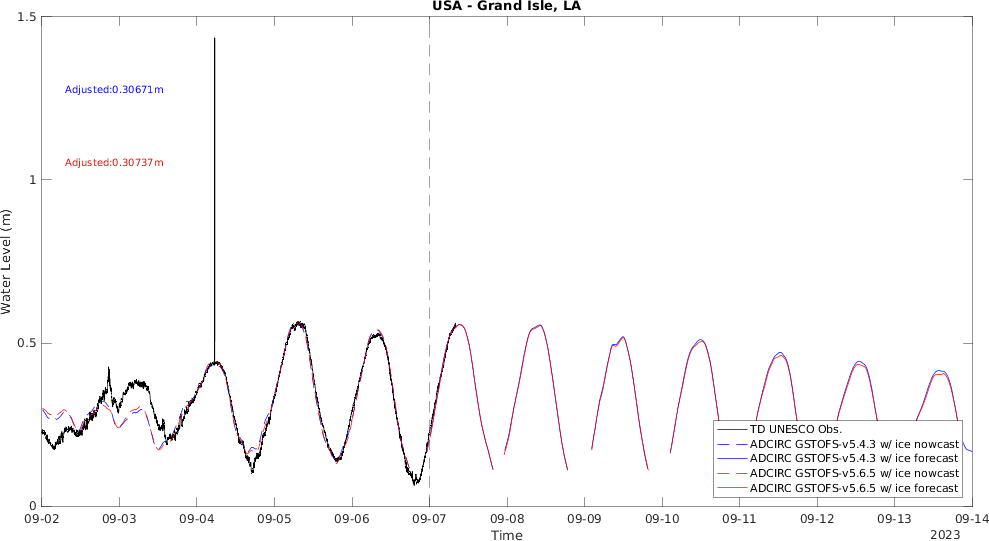 USA - Grand Isle, LA
1.5
Adjusted:0.30671m
Adjusted:0.30737m
1
Water Level (m)
0.5
0
TD UNESCO Obs.
ADCIRC GSTOFS-v5.4.3 w/ ice nowcast
ADCIRC GSTOFS-v5.4.3 w/ ice forecast
ADCIRC GSTOFS-v5.6.5 w/ ice nowcast
ADCIRC GSTOFS-v5.6.5 w/ ice forecast
09-02 09-03 09-04 09-05 09-06 09-07 09-08 09-09 09-10 09-11 09-12 09-13 09-14
Time
2023